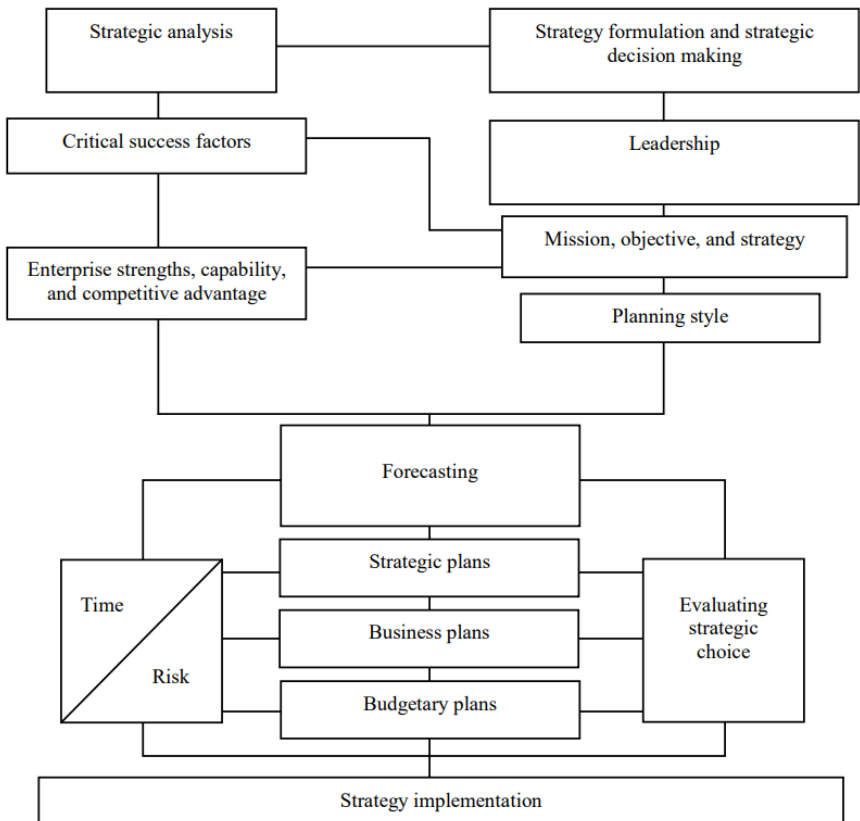 Strategic analysis
Strategy formulation and strategic
decision making
Critical success factors
Leadership
Mission, objective, and strategy
Enterprise strengths, capability,
and competitive advantage
Planning style
Forecasting
Strategic plans
Time
Risk
Business plans
Evaluating
strategic
choice
Budgetary plans
Strategy implementation